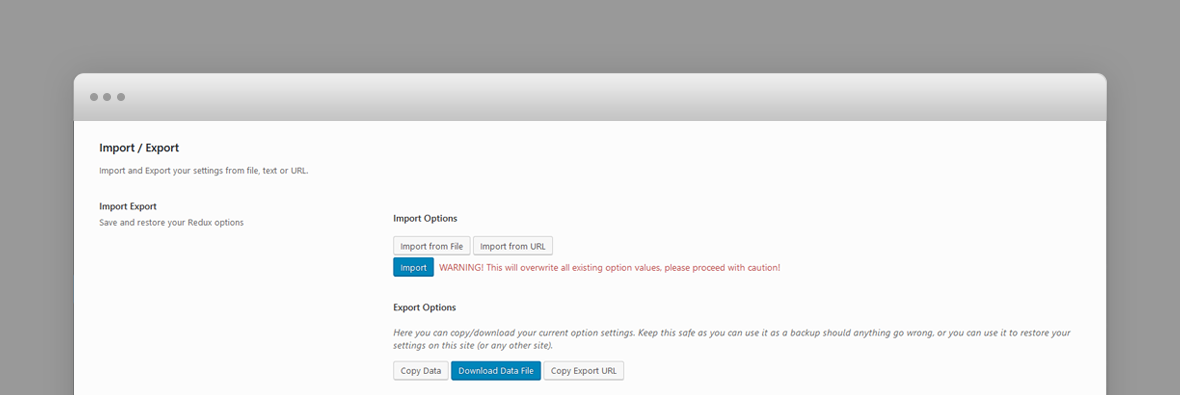 Import / Export
Import and Export your settings from file, text or URL.
Import Export
Save and restore your Redux options
Import Options
Import from File Import from URL
Import WARNING! This will overwrite all existing option values, please proceed with caution!
Export Options
Here you can copy/download your current option settings. Keep this safe as you can use it as a backup should anything go wrong, or you can use it to restore your
settings on this site (or any other site).
Copy Data Download Data File Copy Export URL